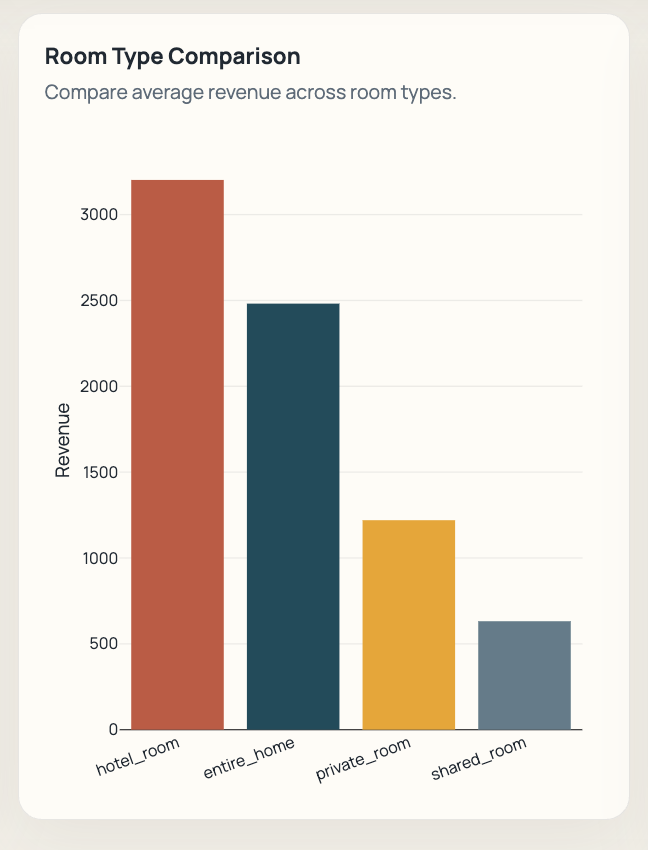 Room Type Comparison
Compare average revenue across room types.
3000
2500
2000
1500
1000
500
0
Revenue
hotel_room
entire_home
private_room
shared_room